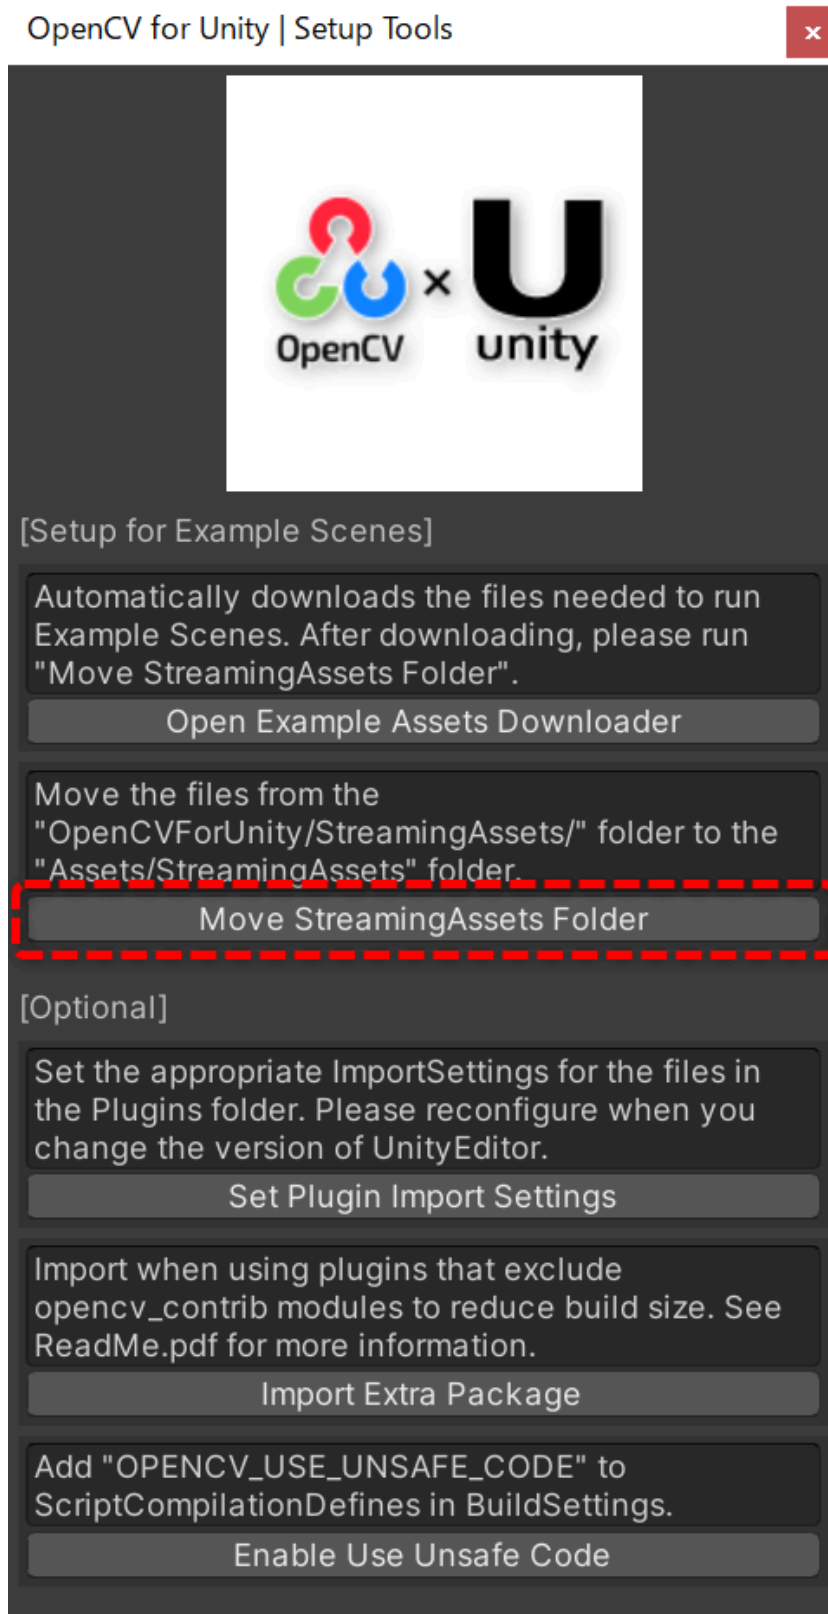 OpenCV for Unity | Setup Tools
×
OpenCV
×
unity
[Setup for Example Scenes]
Automatically downloads the files needed to run
Example Scenes. After downloading, please run
"Move StreamingAssets Folder".
Open Example Assets Downloader
Move the files from the
"OpenCVForUnity/StreamingAssets/" folder to the
"Assets/StreamingAssets" folder.
Move StreamingAssets Folder
[Optional]
Set the appropriate ImportSettings for the files in
the Plugins folder. Please reconfigure when you
change the version of UnityEditor.
Set Plugin Import Settings
Import when using plugins that exclude
opencv_contrib modules to reduce build size. See
ReadMe.pdf for more information.
Import Extra Package
Add "OPENCV_USE_UNSAFE_CODE" to
ScriptCompilationDefines in BuildSettings.
Enable Use Unsafe Code